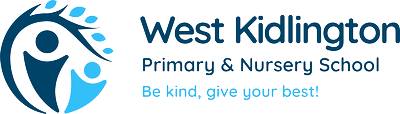 West Kidlington
Primary & Nursery School
Be kind, give your best!